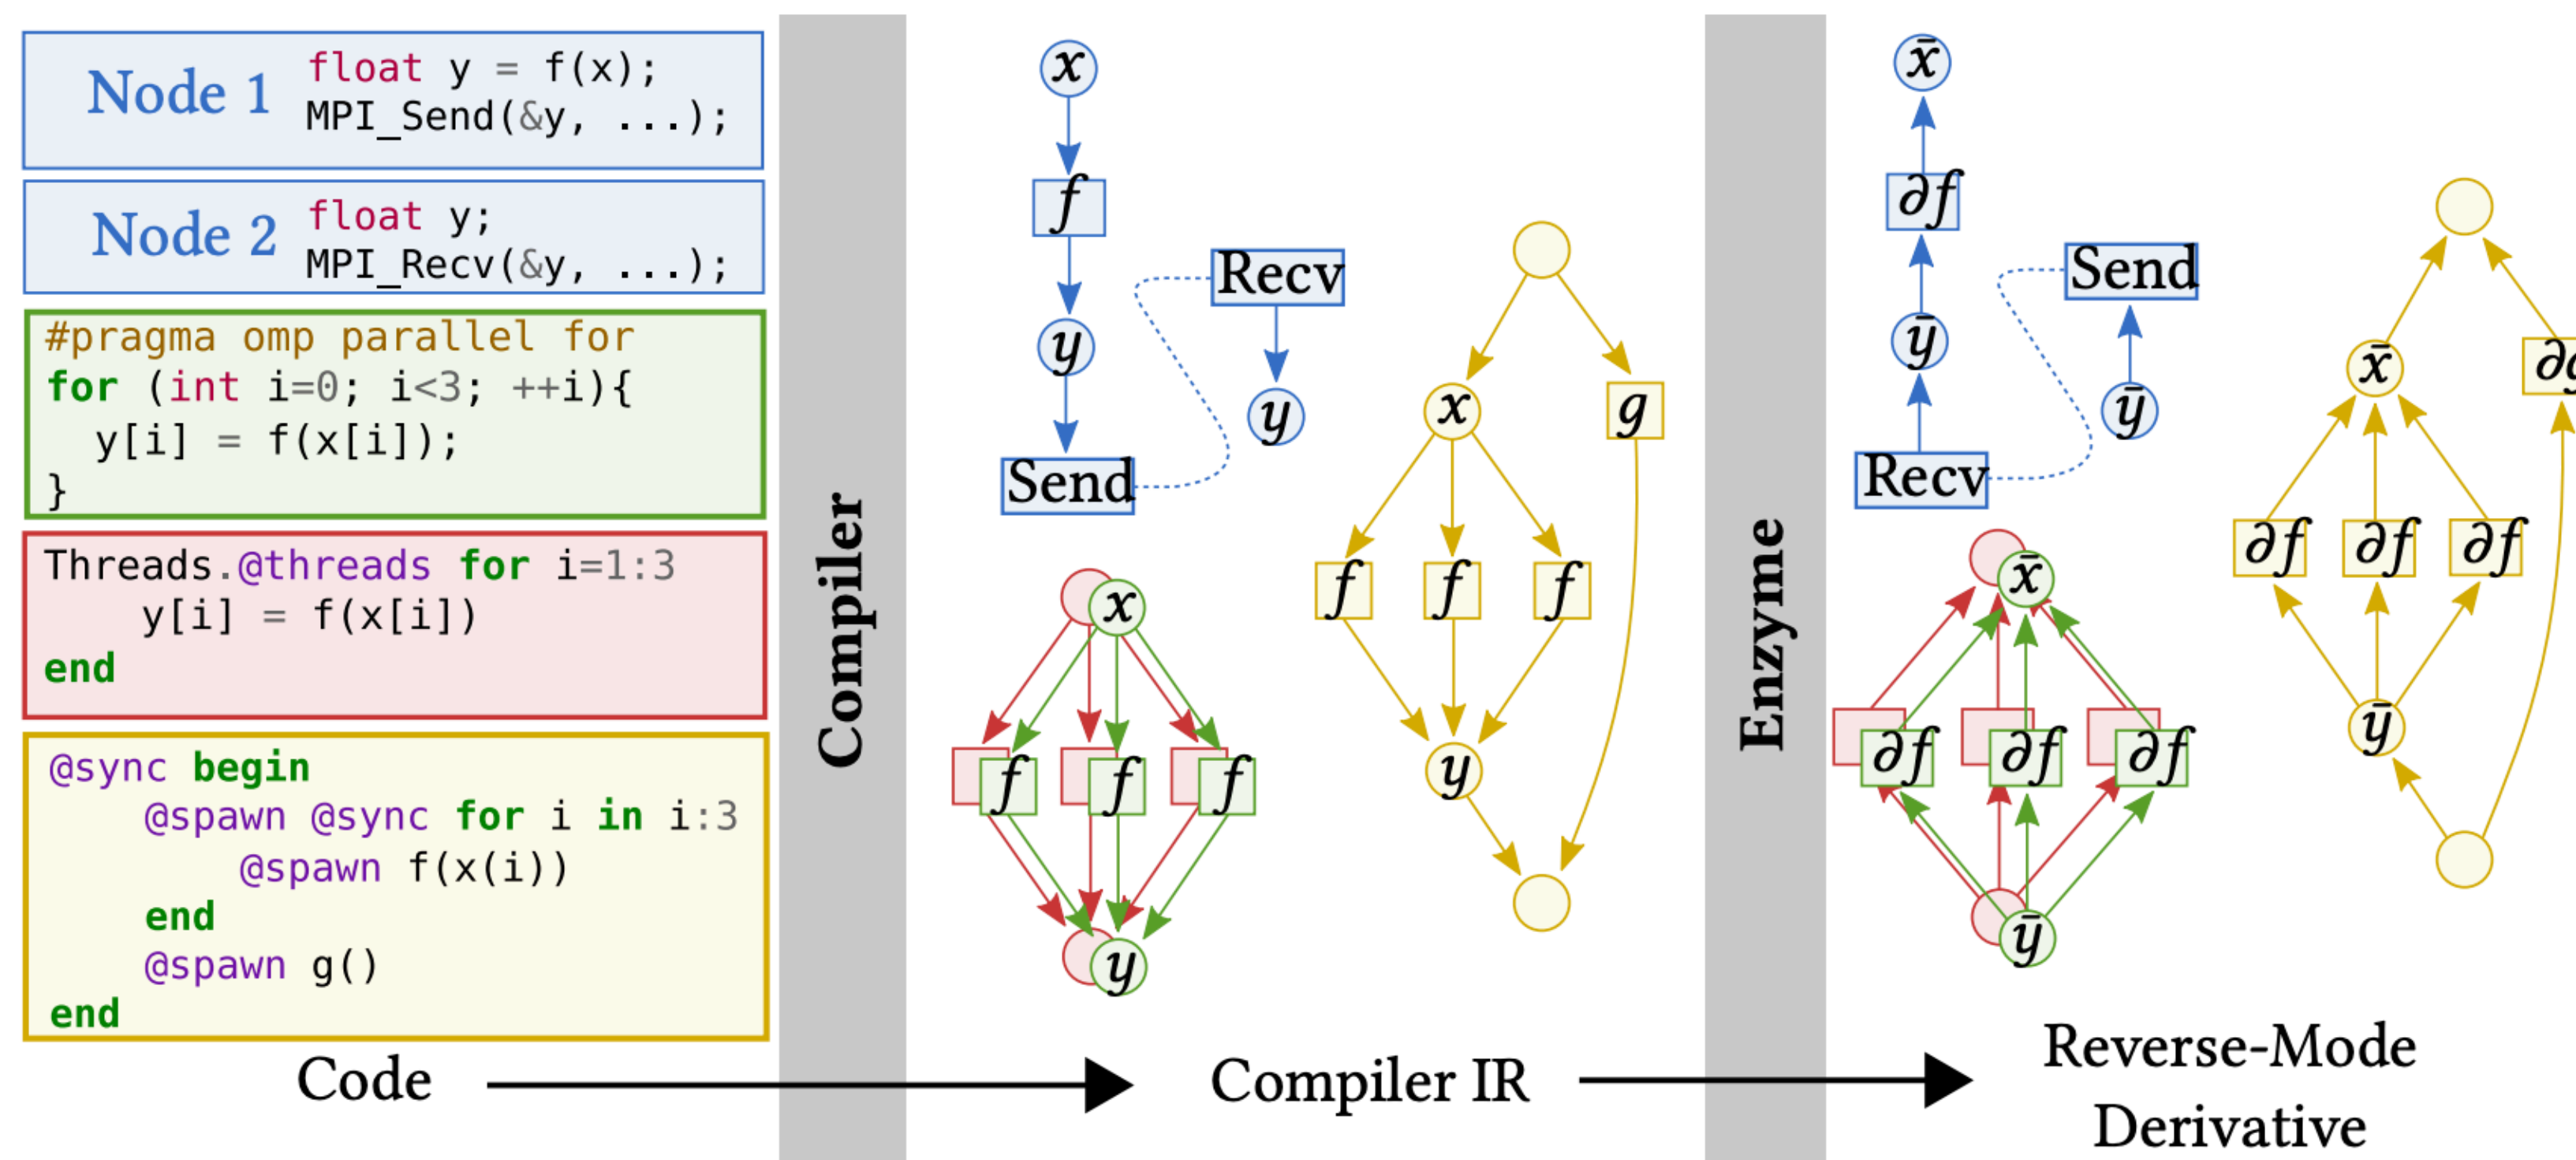 Node 1
float y = f(x);
MPI_Send(&y, ...);
Node 2
float y;
MPI_Recv(&y, ...);
#pragma omp parallel for
for (int i=0; i<3; ++i){
y[i] = f(x[i]);
}
Threads.@threads for i=1:3
y[i] = f(x[i])
end
@sync begin
@spawn @sync for i in i:3
@spawn f(x(i))
end
@spawn g()
end
Code
Compiler
x
f
y
Send
Recv
y
x
g
f f f
y
x
f f f
y
Compiler IR
Enzyme
x̄
∂f
ȳ
Recv
Send
ȳ
x̄
∂f ∂f ∂f
ȳ
x̄
∂f ∂f ∂f
ȳ
Reverse-Mode
Derivative